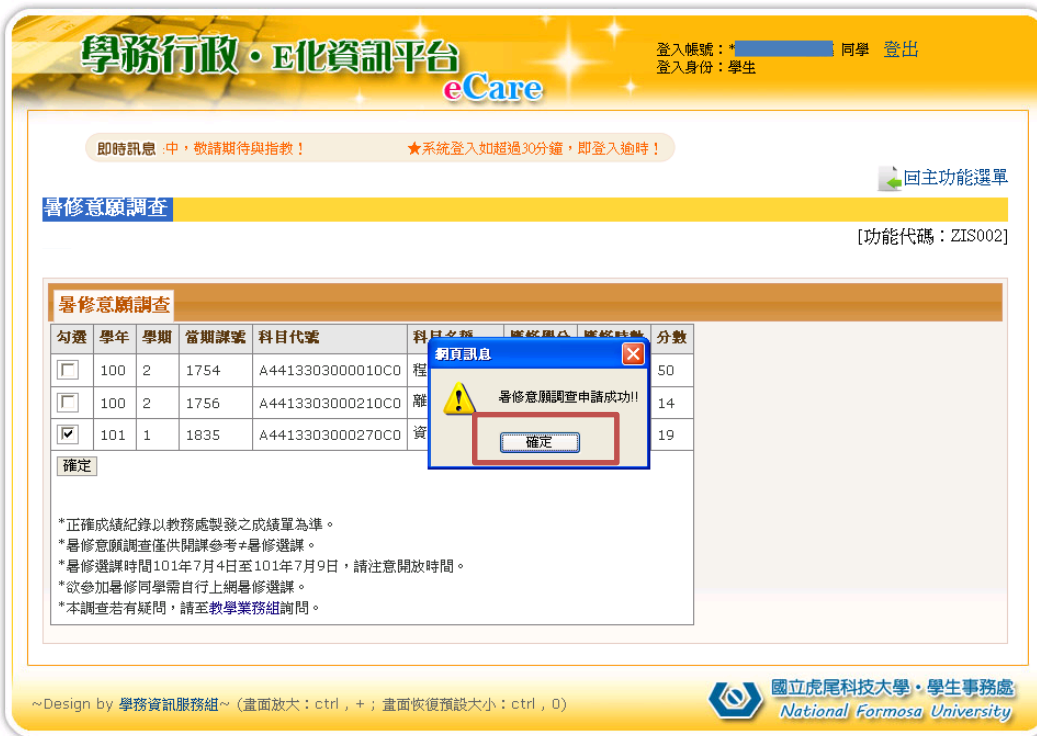 學務行政・E化資訊平台
eCare
登入帳號：* 同學 登出
登入身份：學生
即時訊息 中，敬請期待與指教！ ★系統登入如超過30分鐘，即登入逾時！
回主功能選單
暑修意願調查
[功能代碼：ZIS002]
暑修意願調查
勾選 學年 學期 當期課號 科目代號 科目名稱 應修學分 應修時數 分數
100 2 1754 A4413303000010C0 程 50
100 2 1756 A4413303000210C0 離 14
101 1 1835 A4413303000270C0 資 19
網頁訊息
暑修意願調查申請成功!!
確定
確定
*正確成績紀錄以教務處製發之成績單為準。
*暑修意願調查僅供開課參考≠暑修選課。
*暑修選課時間101年7月4日至101年7月9日，請注意開放時間。
*欲參加暑修同學需自行上網暑修選課。
*本調查若有疑問，請至教學業務組詢問。
~Design by 學務資訊服務組~ (畫面放大：ctrl , + ; 畫面恢復預設大小：ctrl , 0)
國立虎尾科技大學・學生事務處
National Formosa University